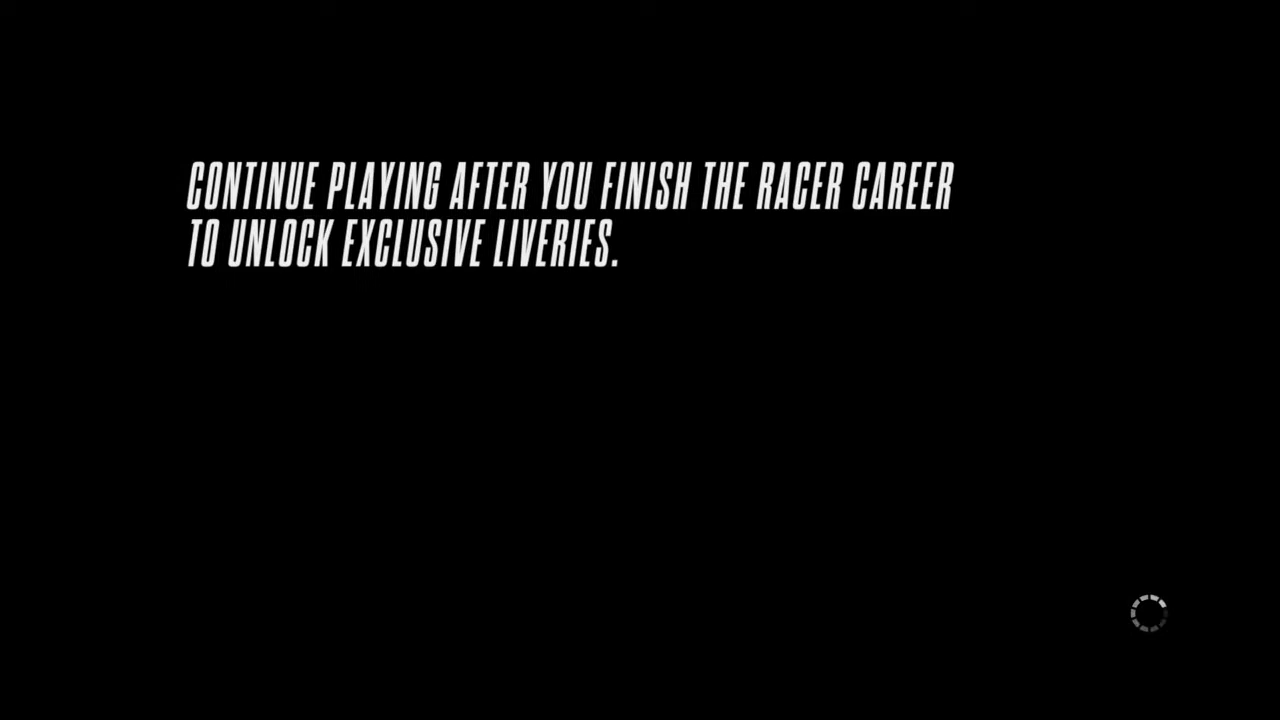 CONTINUE PLAYING AFTER YOU FINISH THE RACER CAREER
TO UNLOCK EXCLUSIVE LIVERIES.